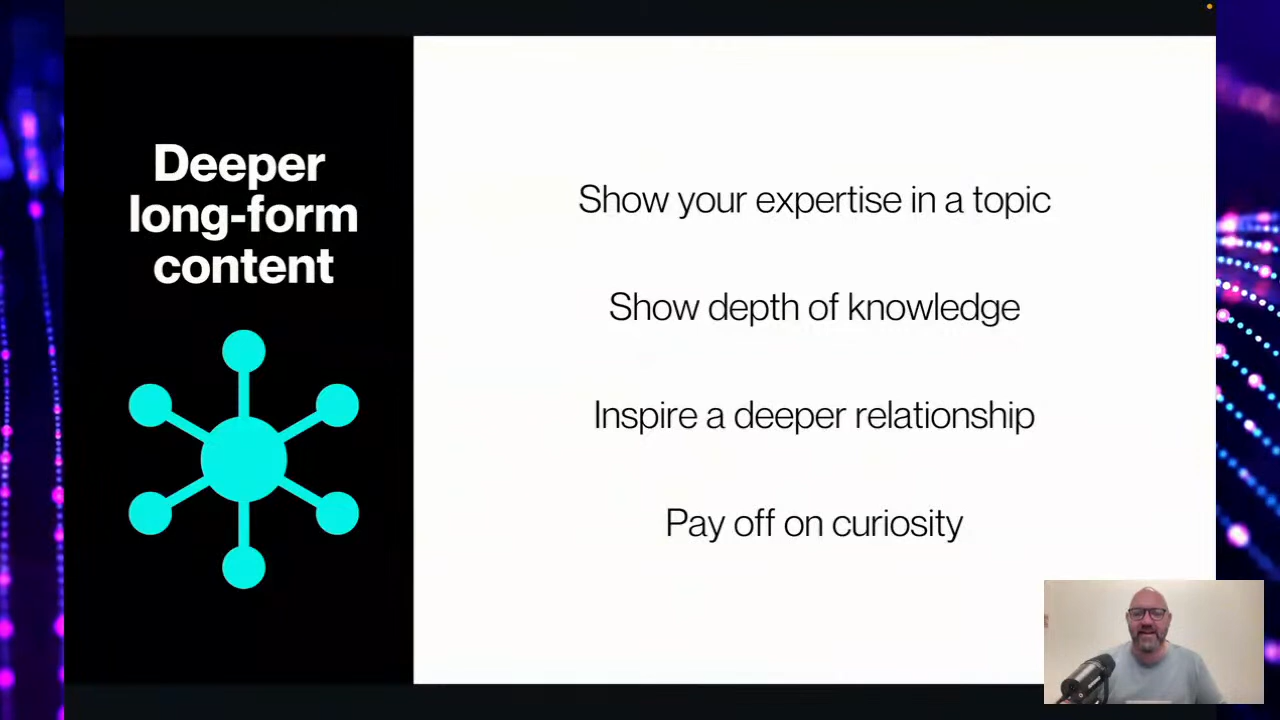 Deeper
long-form
content
Show your expertise in a topic
Show depth of knowledge
Inspire a deeper relationship
Pay off on curiosity